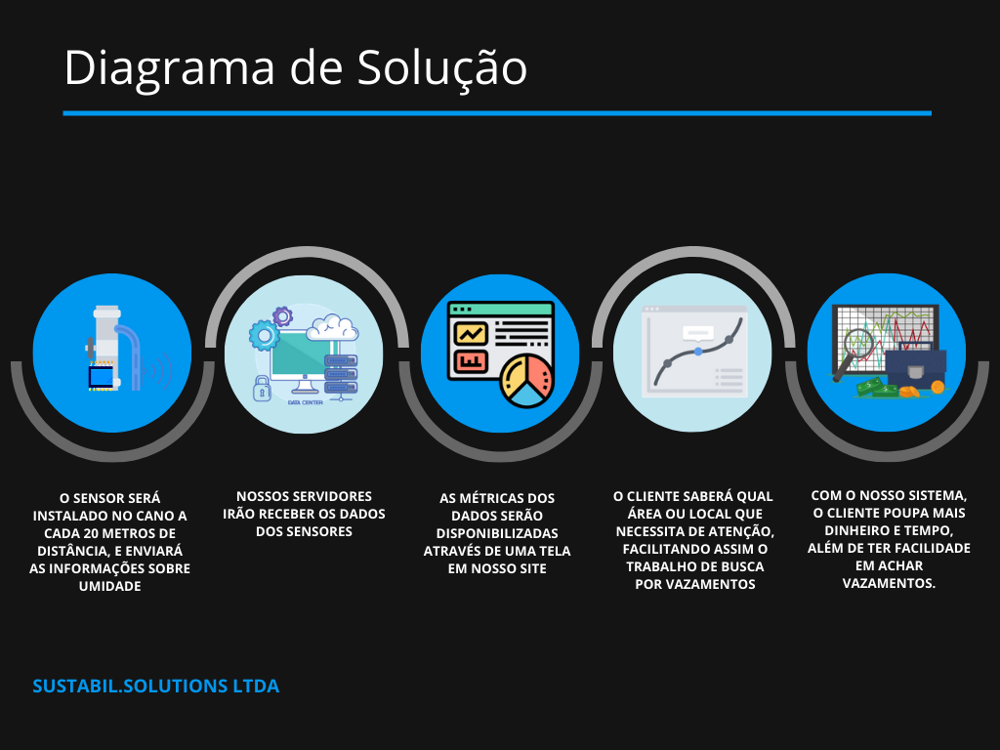 Diagrama de Solução
DATA CENTER
O SENSOR SERÁ
INSTALADO NO CANO A
CADA 20 METROS DE
DISTÂNCIA, E ENVIARÁ
AS INFORMAÇÕES SOBRE
UMIDADE
NOSSOS SERVIDORES
IRÃO RECEBER OS DADOS
DOS SENSORES
AS MÉTRICAS DOS
DADOS SERÃO
DISPONIBILIZADAS
ATRAVÉS DE UMA TELA
EM NOSSO SITE
O CLIENTE SABERÁ QUAL
ÁREA OU LOCAL QUE
NECESSITA DE ATENÇÃO,
FACILITANDO ASSIM O
TRABALHO DE BUSCA
POR VAZAMENTOS
COM O NOSSO SISTEMA,
O CLIENTE POUPA MAIS
DINHEIRO E TEMPO,
ALÉM DE TER FACILIDADE
EM ACHAR
VAZAMENTOS.
SUSTABIL.SOLUTIONS LTDA